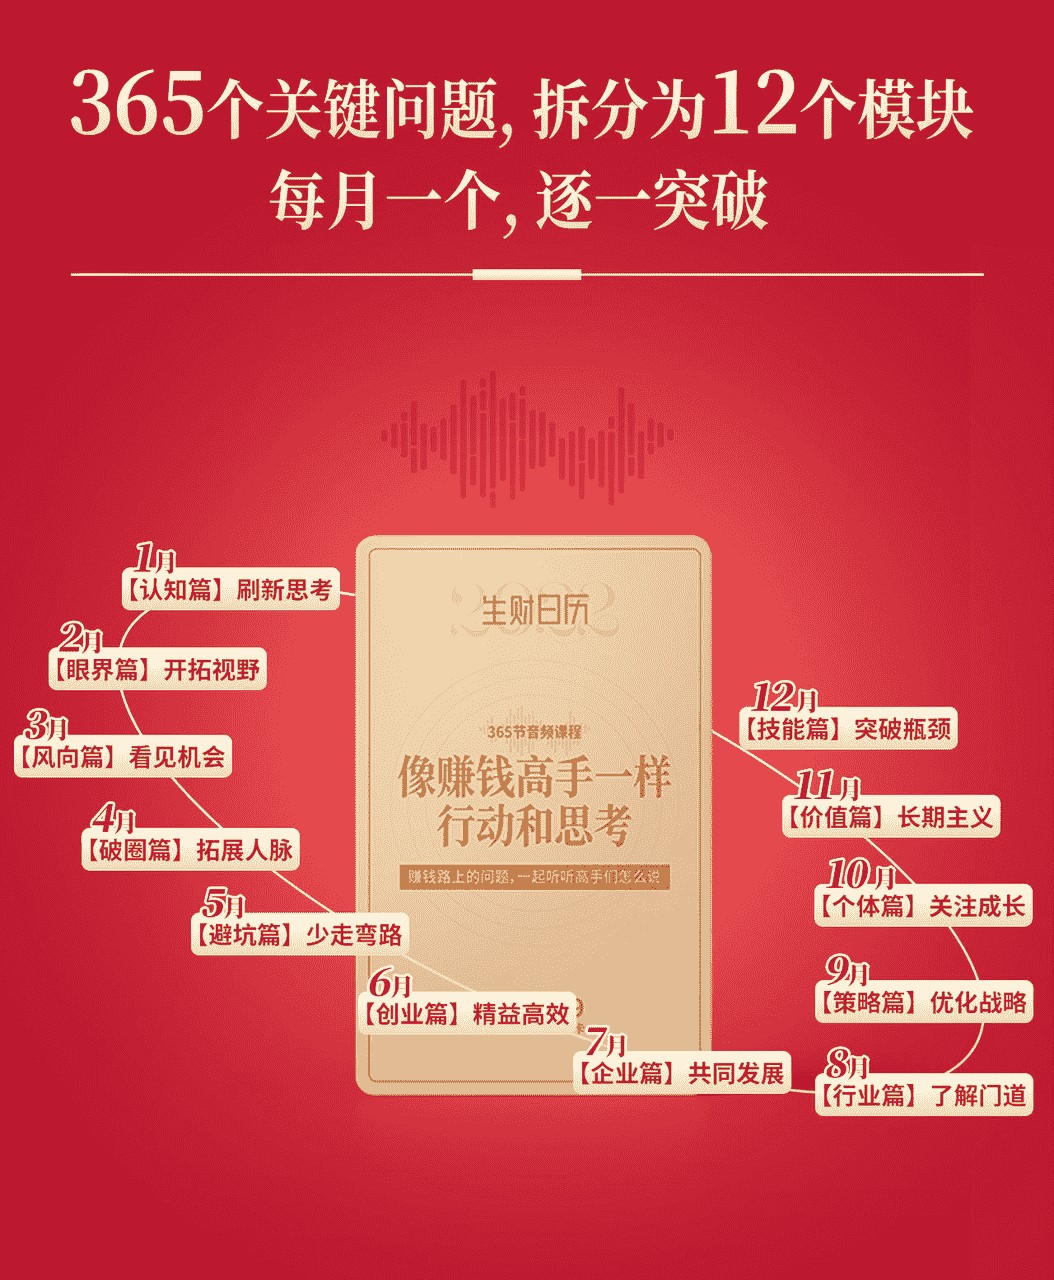 365个关键问题，拆分为12个模块
每月一个，逐一突破
1月
【认知篇】刷新思考
2月
【眼界篇】开拓视野
3月
【风向篇】看见机会
4月
【破圈篇】拓展人脉
5月
【避坑篇】少走弯路
6月
【创业篇】精益高效
7月
【企业篇】共同发展
8月
【行业篇】了解门道
9月
【策略篇】优化战略
10月
【个体篇】关注成长
11月
【价值篇】长期主义
12月
【技能篇】突破瓶颈
2022
生财日历
365节音频课程
像赚钱高手一样
行动和思考
赚钱路上的问题，一起听听高手们怎么说